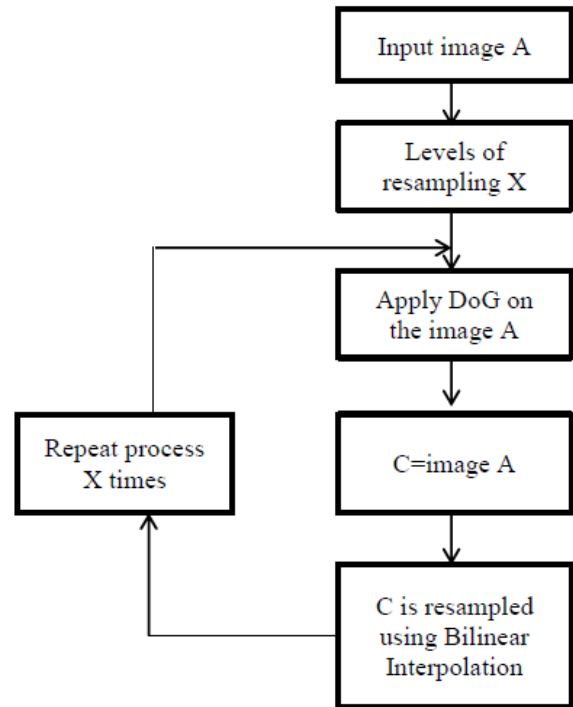 Input image A
Levels of
resampling X
Apply DoG on
the image A
C=image A
C is resampled
using Bilinear
Interpolation
Repeat process
X times